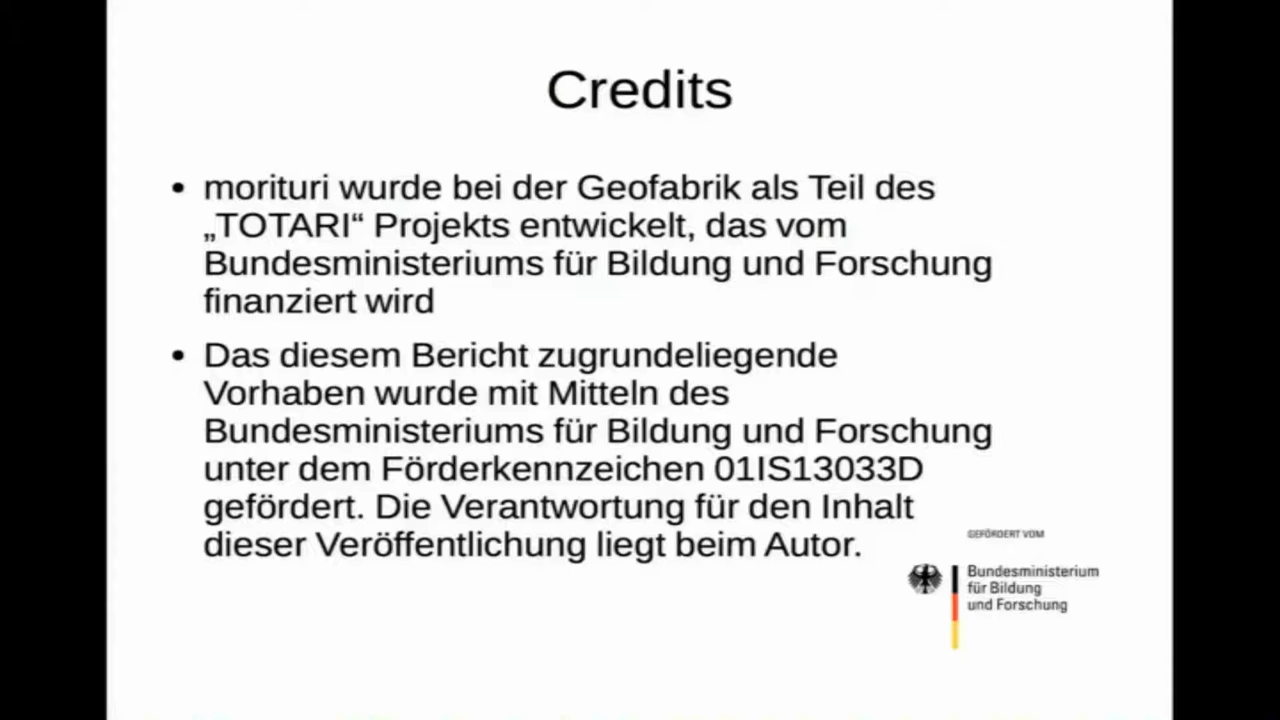 Credits
• morituri wurde bei der Geofabrik als Teil des
„TOTARI“ Projekts entwickelt, das vom
Bundesministeriums für Bildung und Forschung
finanziert wird
• Das diesem Bericht zugrundeliegende
Vorhaben wurde mit Mitteln des
Bundesministeriums für Bildung und Forschung
unter dem Förderkennzeichen 01IS13033D
gefördert. Die Verantwortung für den Inhalt
dieser Veröffentlichung liegt beim Autor.
GEFÖRDERT VOM
Bundesministerium
für Bildung
und Forschung